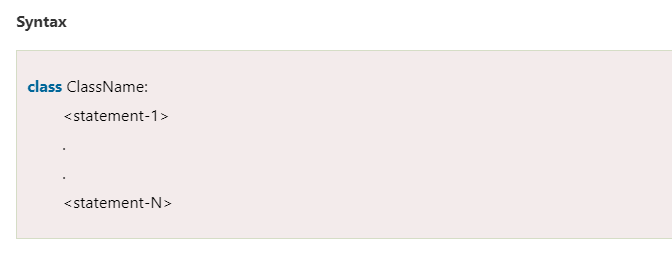 Syntax
class ClassName:
<statement-1>
.
.
<statement-N>